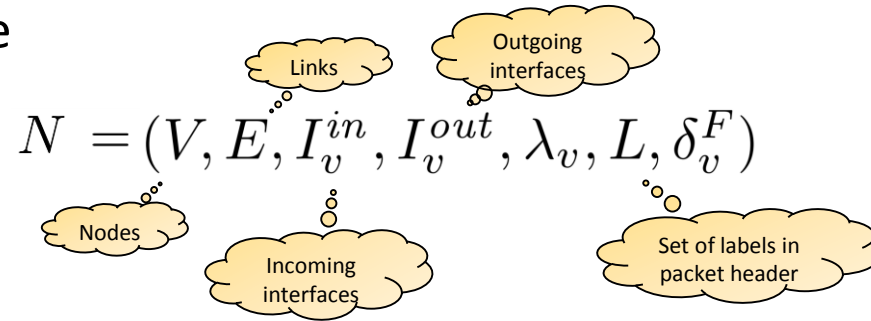 e
Links
Outgoing
interfaces
N = (V, E, I_v^{in}, I_v^{out}, λ_v, L, δ_v^F)
Nodes
Incoming
interfaces
Set of labels in
packet header